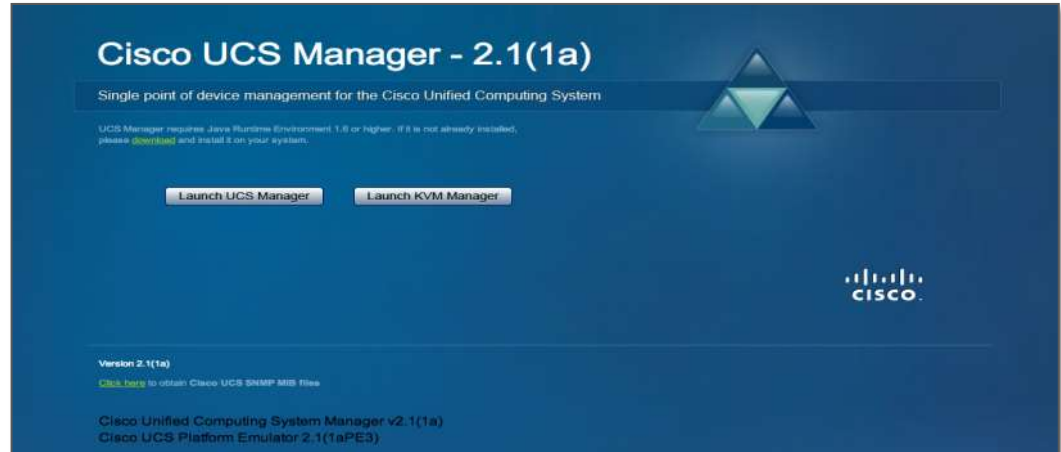 Cisco UCS Manager - 2.1(1a)
Single point of device management for the Cisco Unified Computing System
UCS Manager requires Java Runtime Environment 1.6 or higher. If it is not already installed,
please download and install it on your system.
Launch UCS Manager
Launch KVM Manager
CISCO.
Version 2.1(1a)
Click here to obtain Cisco UCS SNMP MIB files
Cisco Unified Computing System Manager v2.1(1a)
Cisco UCS Platform Emulator 2.1(1aPE3)